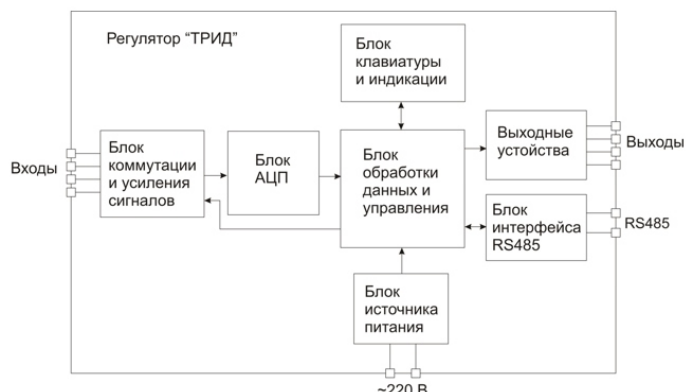 Регулятор “ТРИД”
Блок
клавиатуры
и индикации
Блок
коммутации
и усиления
сигналов
Блок
АЦП
Блок
обработки
данных и
управления
Выходные
устойства
Блок
интерфейса
RS485
Блок
источника
питания
Входы
Выходы
RS485
~220 В